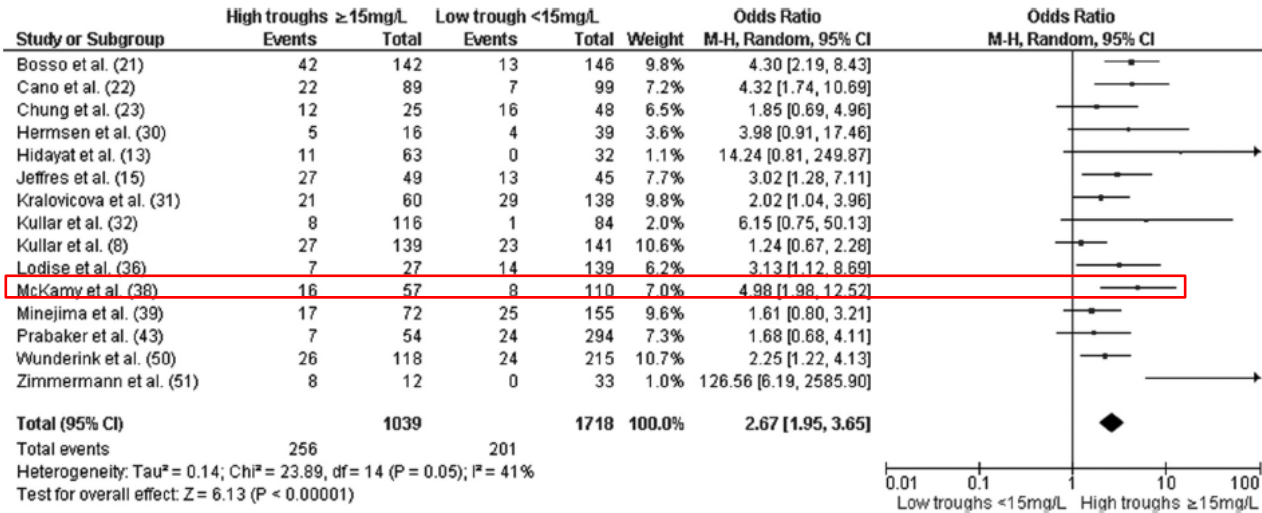 High troughs ≥15mg/L Low trough <15mg/L Odds Ratio Odds Ratio
Study or Subgroup Events Total Events Total Weight M-H, Random, 95% CI M-H, Random, 95% CI
Bosso et al. (21) 42 142 13 146 9.8% 4.30 [2.19, 8.43]
Cano et al. (22) 22 89 7 99 7.2% 4.32 [1.74, 10.69]
Chung et al. (23) 12 25 16 48 6.5% 1.85 [0.69, 4.96]
Hermsen et al. (30) 5 16 4 39 3.6% 3.98 [0.91, 17.46]
Hidayat et al. (13) 11 63 0 32 1.1% 14.24 [0.81, 249.87]
Jeffres et al. (15) 27 49 13 45 7.7% 3.02 [1.28, 7.11]
Kralovicova et al. (31) 21 60 29 138 9.8% 2.02 [1.04, 3.96]
Kullar et al. (32) 8 116 1 84 2.0% 6.15 [0.75, 50.13]
Kullar et al. (8) 27 139 23 141 10.6% 1.24 [0.67, 2.28]
Lodise et al. (36) 7 27 14 139 6.2% 3.13 [1.12, 8.69]
McKamy et al. (38) 16 57 8 110 7.0% 4.98 [1.98, 12.52]
Minejima et al. (39) 17 72 25 155 9.6% 1.61 [0.80, 3.21]
Prabaker et al. (43) 7 54 24 294 7.3% 1.68 [0.68, 4.11]
Wunderink et al. (50) 26 118 24 215 10.7% 2.25 [1.22, 4.13]
Zimmermann et al. (51) 8 12 0 33 1.0% 126.56 [6.19, 2585.90]
Total (95% CI) 1039 1718 100.0% 2.67 [1.95, 3.65]
Total events 256 201
Heterogeneity: Tau² = 0.14; Chi² = 23.89, df = 14 (P = 0.05); I² = 41%
Test for overall effect: Z = 6.13 (P < 0.00001)
0.01 0.1 1 10 100
Low troughs <15mg/L High troughs ≥15mg/L